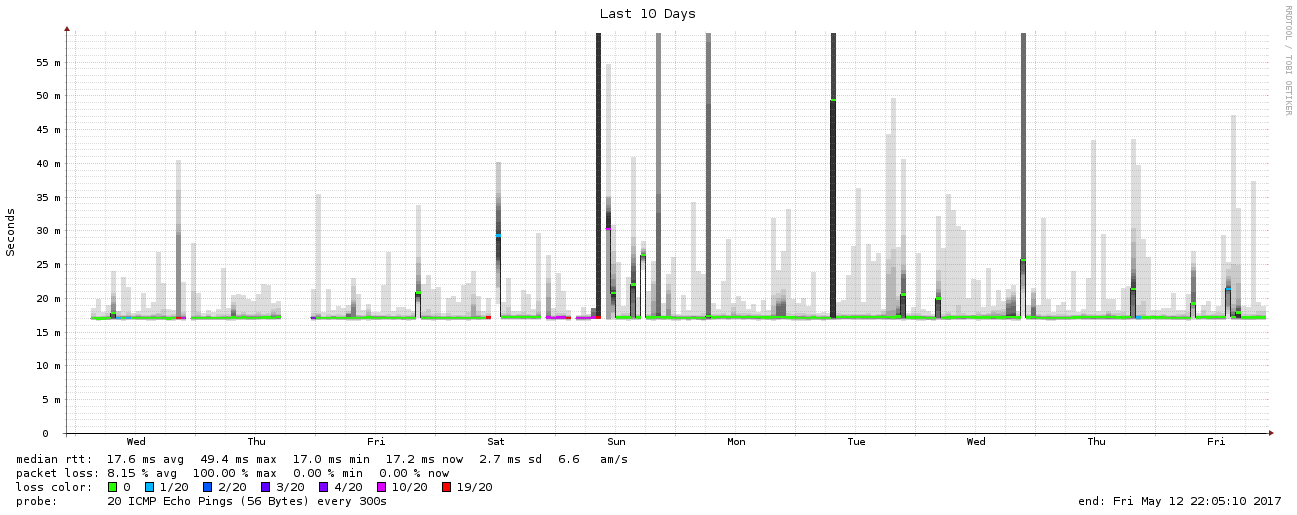 Last 10 Days
RRDTOOL / TOBI OETIKER
Seconds
55 m
50 m
45 m
40 m
35 m
30 m
25 m
20 m
15 m
10 m
5 m
0
Wed Thu Fri Sat Sun Mon Tue Wed Thu Fri
median rtt: 17.6 ms avg 49.4 ms max 17.0 ms min 17.2 ms now 2.7 ms sd 6.6 am/s
packet loss: 8.15 % avg 100.00 % max 0.00 % min 0.00 % now
loss color: 0 1/20 2/20 3/20 4/20 10/20 19/20
probe: 20 ICMP Echo Pings (56 Bytes) every 300s end: Fri May 12 22:05:10 2017